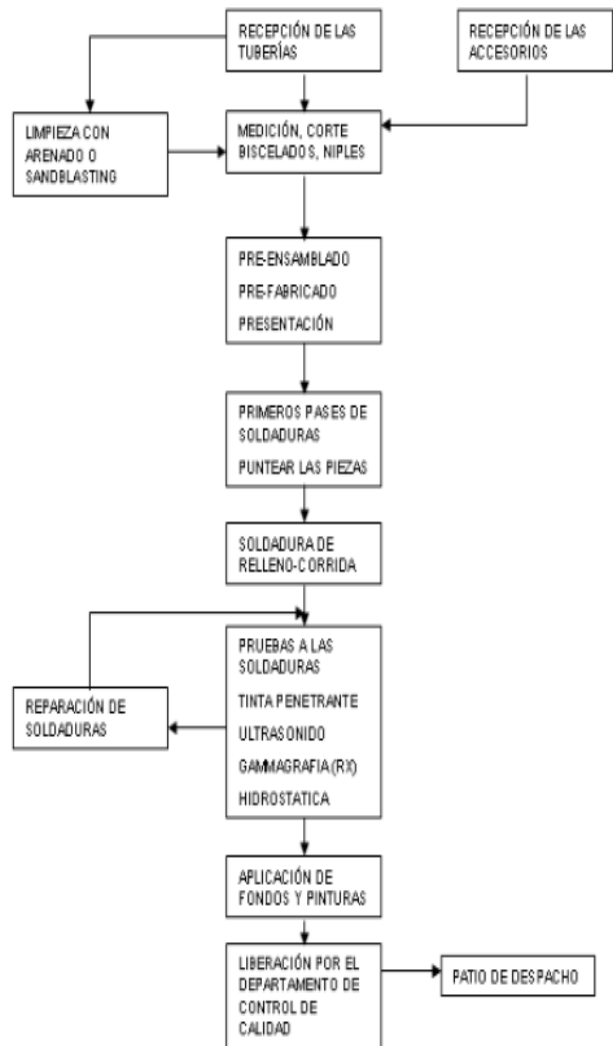 RECEPCIÓN DE LAS
TUBERÍAS
RECEPCIÓN DE LAS
ACCESORIOS
LIMPIEZA CON
ARENADO O
SANDBLASTING
MEDICIÓN, CORTE
BISCELADOS, NIPLES
PRE-ENSAMBLADO
PRE-FABRICADO
PRESENTACIÓN
PRIMEROS PASES DE
SOLDADURAS
PUNTEAR LAS PIEZAS
SOLDADURA DE
RELLENO-CORRIDA
PRUEBAS A LAS
SOLDADURAS
TINTA PENETRANTE
ULTRASONIDO
GAMMAGRAFIA (RX)
HIDROSTATICA
REPARACIÓN DE
SOLDADURAS
APLICACIÓN DE
FONDOS Y PINTURAS
LIBERACIÓN POR EL
DEPARTAMENTO DE
CONTROL DE
CALIDAD
PATIO DE DESPACHO